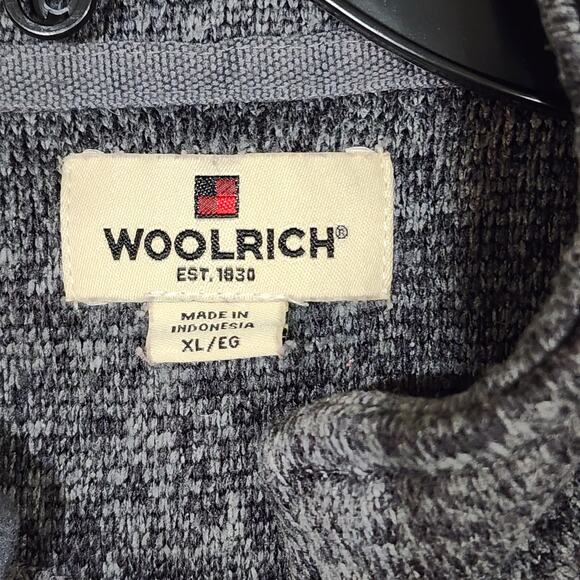 WOOLRICH®
EST. 1830
MADE IN
INDONESIA
XL/EG